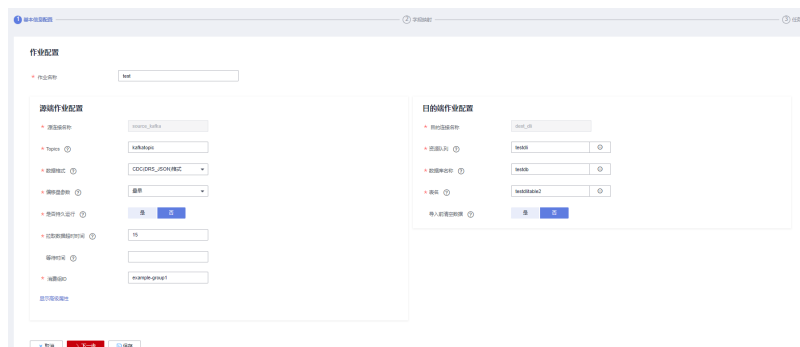 1 基本信息配置
2 字段映射
3 任
作业配置
* 作业名称 test
源端作业配置
* 源连接名称 source_kafka
* Topics ? kafkatopic
* 数据格式 ? CDC(DRS_JSON)格式
* 偏移量参数 ? 最早
* 是否持久运行 ? 是 否
* 拉取数据超时时间 ? 15
等待时间 ?
* 消费组ID example-group1
显示高级属性
目的端作业配置
* 目的连接名称 dest_dli
* 资源队列 ? testdli
* 数据库名称 ? testdb
* 表名 ? testdlitable2
导入前清空数据 ? 是 否
× 取消
> 下一步
保存